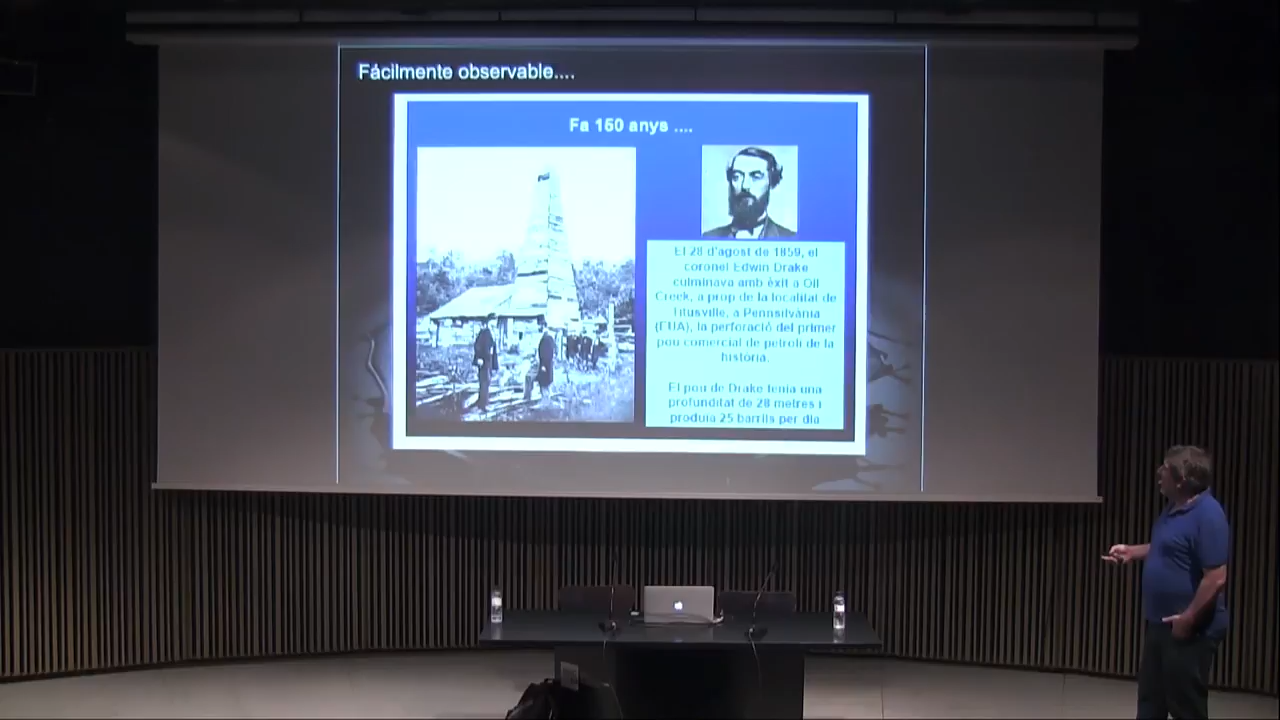 Fácilmente observable....
Fa 150 anys ....
El 28 d'agost de 1859, el
coronel Edwin Drake
culminava amb èxit a Oil
Creek, a prop de la localitat de
Titusville, a Pennsilvània
(EUA), la perforació del primer
pou comercial de petroli de la
història.
El pou de Drake tenia una
profunditat de 28 metres i
produïa 25 barrils per dia